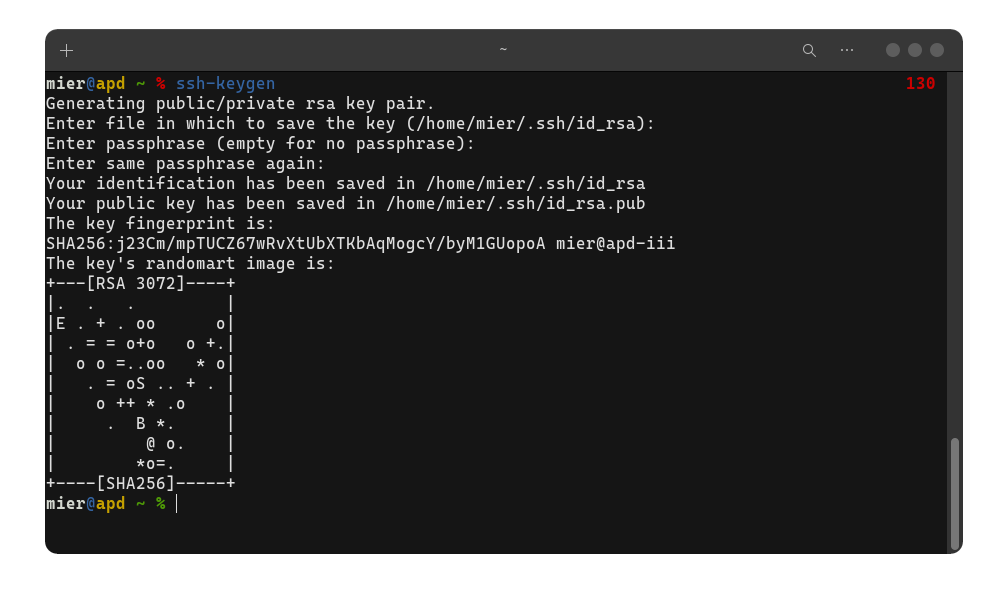 ~
mier@apd ~ % ssh-keygen 130
Generating public/private rsa key pair.
Enter file in which to save the key (/home/mier/.ssh/id_rsa):
Enter passphrase (empty for no passphrase):
Enter same passphrase again:
Your identification has been saved in /home/mier/.ssh/id_rsa
Your public key has been saved in /home/mier/.ssh/id_rsa.pub
The key fingerprint is:
SHA256:j23Cm/mpTUCZ67wRvXtUbXTKbAqMogcY/byM1GUopoA mier@apd-iii
The key's randomart image is:
+---[RSA 3072]----+
|.  .   .         |
|E . + . oo      o|
| . = = o+o   o +.|
|  o o =..oo   * o|
|   . = oS .. + . |
|    o ++ * .o    |
|     .  B *.     |
|         @ o.    |
|        *o=.     |
+----[SHA256]-----+
mier@apd ~ %